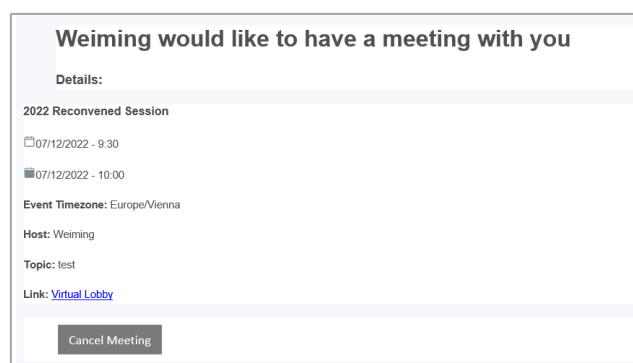 Weiming would like to have a meeting with you
Details:
2022 Reconvened Session
07/12/2022 - 9:30
07/12/2022 - 10:00
Event Timezone: Europe/Vienna
Host: Weiming
Topic: test
Link: Virtual Lobby
Cancel Meeting